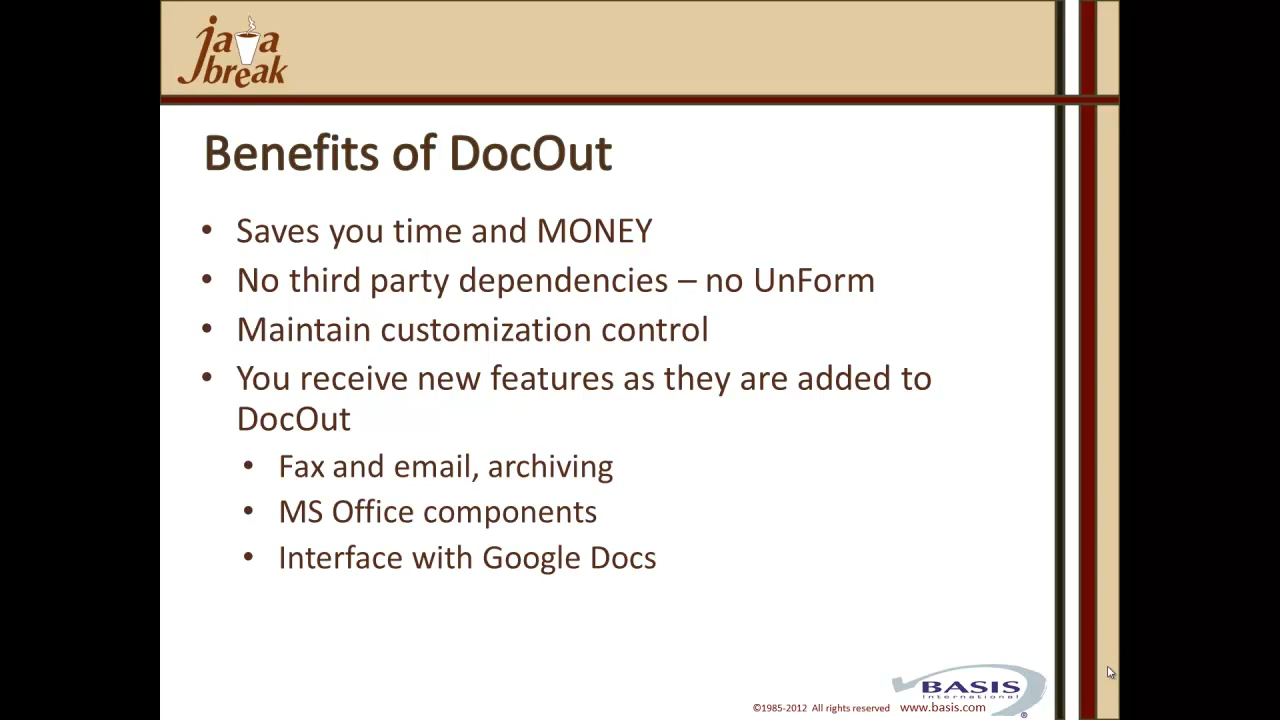 java
break
Benefits of DocOut
• Saves you time and MONEY
• No third party dependencies – no UnForm
• Maintain customization control
• You receive new features as they are added to
DocOut
• Fax and email, archiving
• MS Office components
• Interface with Google Docs
BASIS
International
®
©1985-2012 All rights reserved www.basis.com